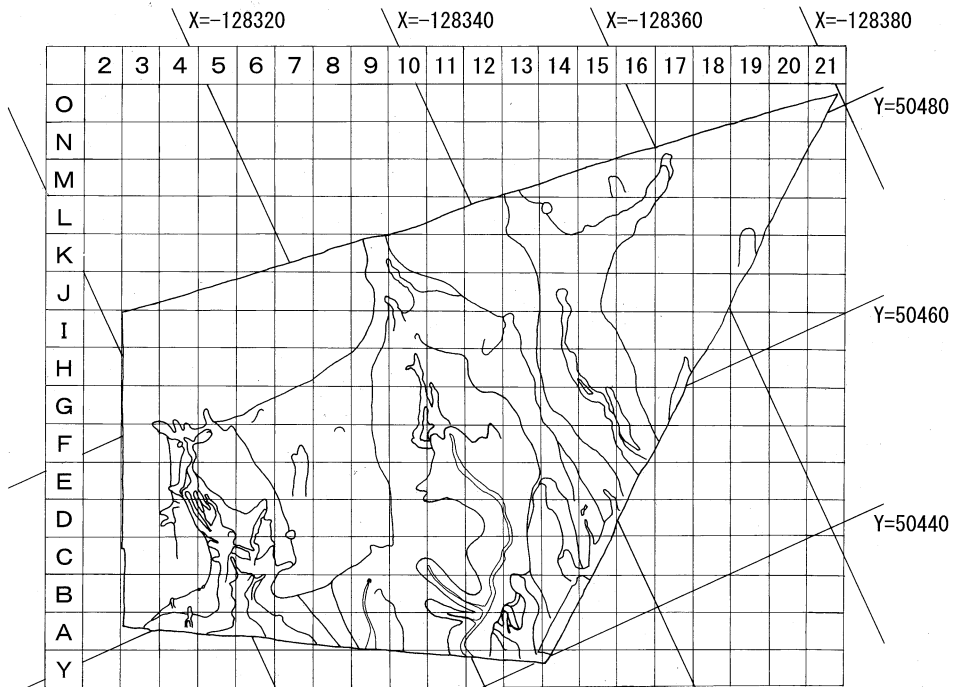 X=-128320 X=-128340 X=-128360 X=-128380
2 3 4 5 6 7 8 9 10 11 12 13 14 15 16 17 18 19 20 21
O
Y=50480
N
M
L
K
J
I
Y=50460
H
G
F
E
D
Y=50440
C
B
A
Y